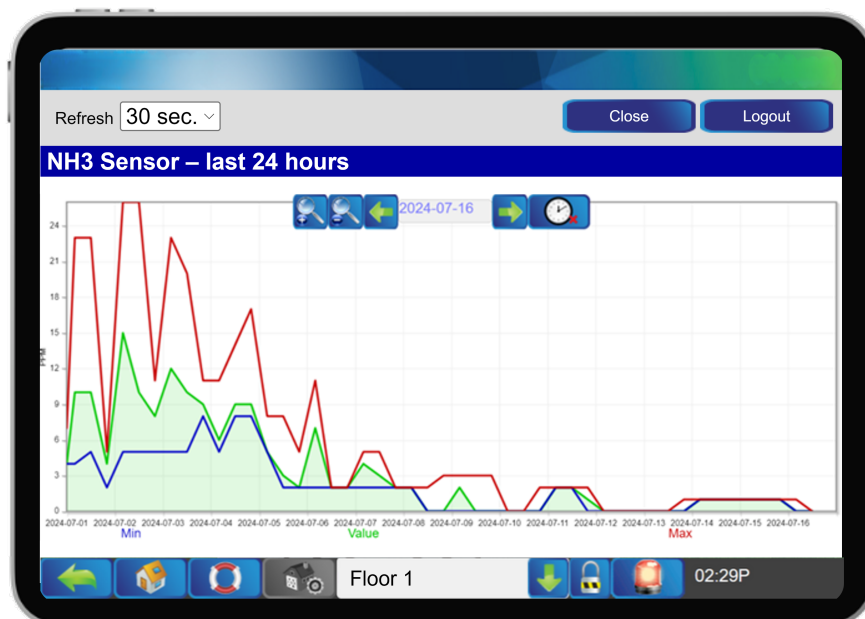 Refresh 30 sec.
Close
Logout
NH3 Sensor – last 24 hours
2024-07-16
24
21
18
15
12
9
6
3
0
PPM
2024-07-01 2024-07-02 2024-07-03 2024-07-04 2024-07-05 2024-07-06 2024-07-07 2024-07-08 2024-07-09 2024-07-10 2024-07-11 2024-07-12 2024-07-13 2024-07-14 2024-07-15 2024-07-16
Min Value Max
Floor 1
02:29P